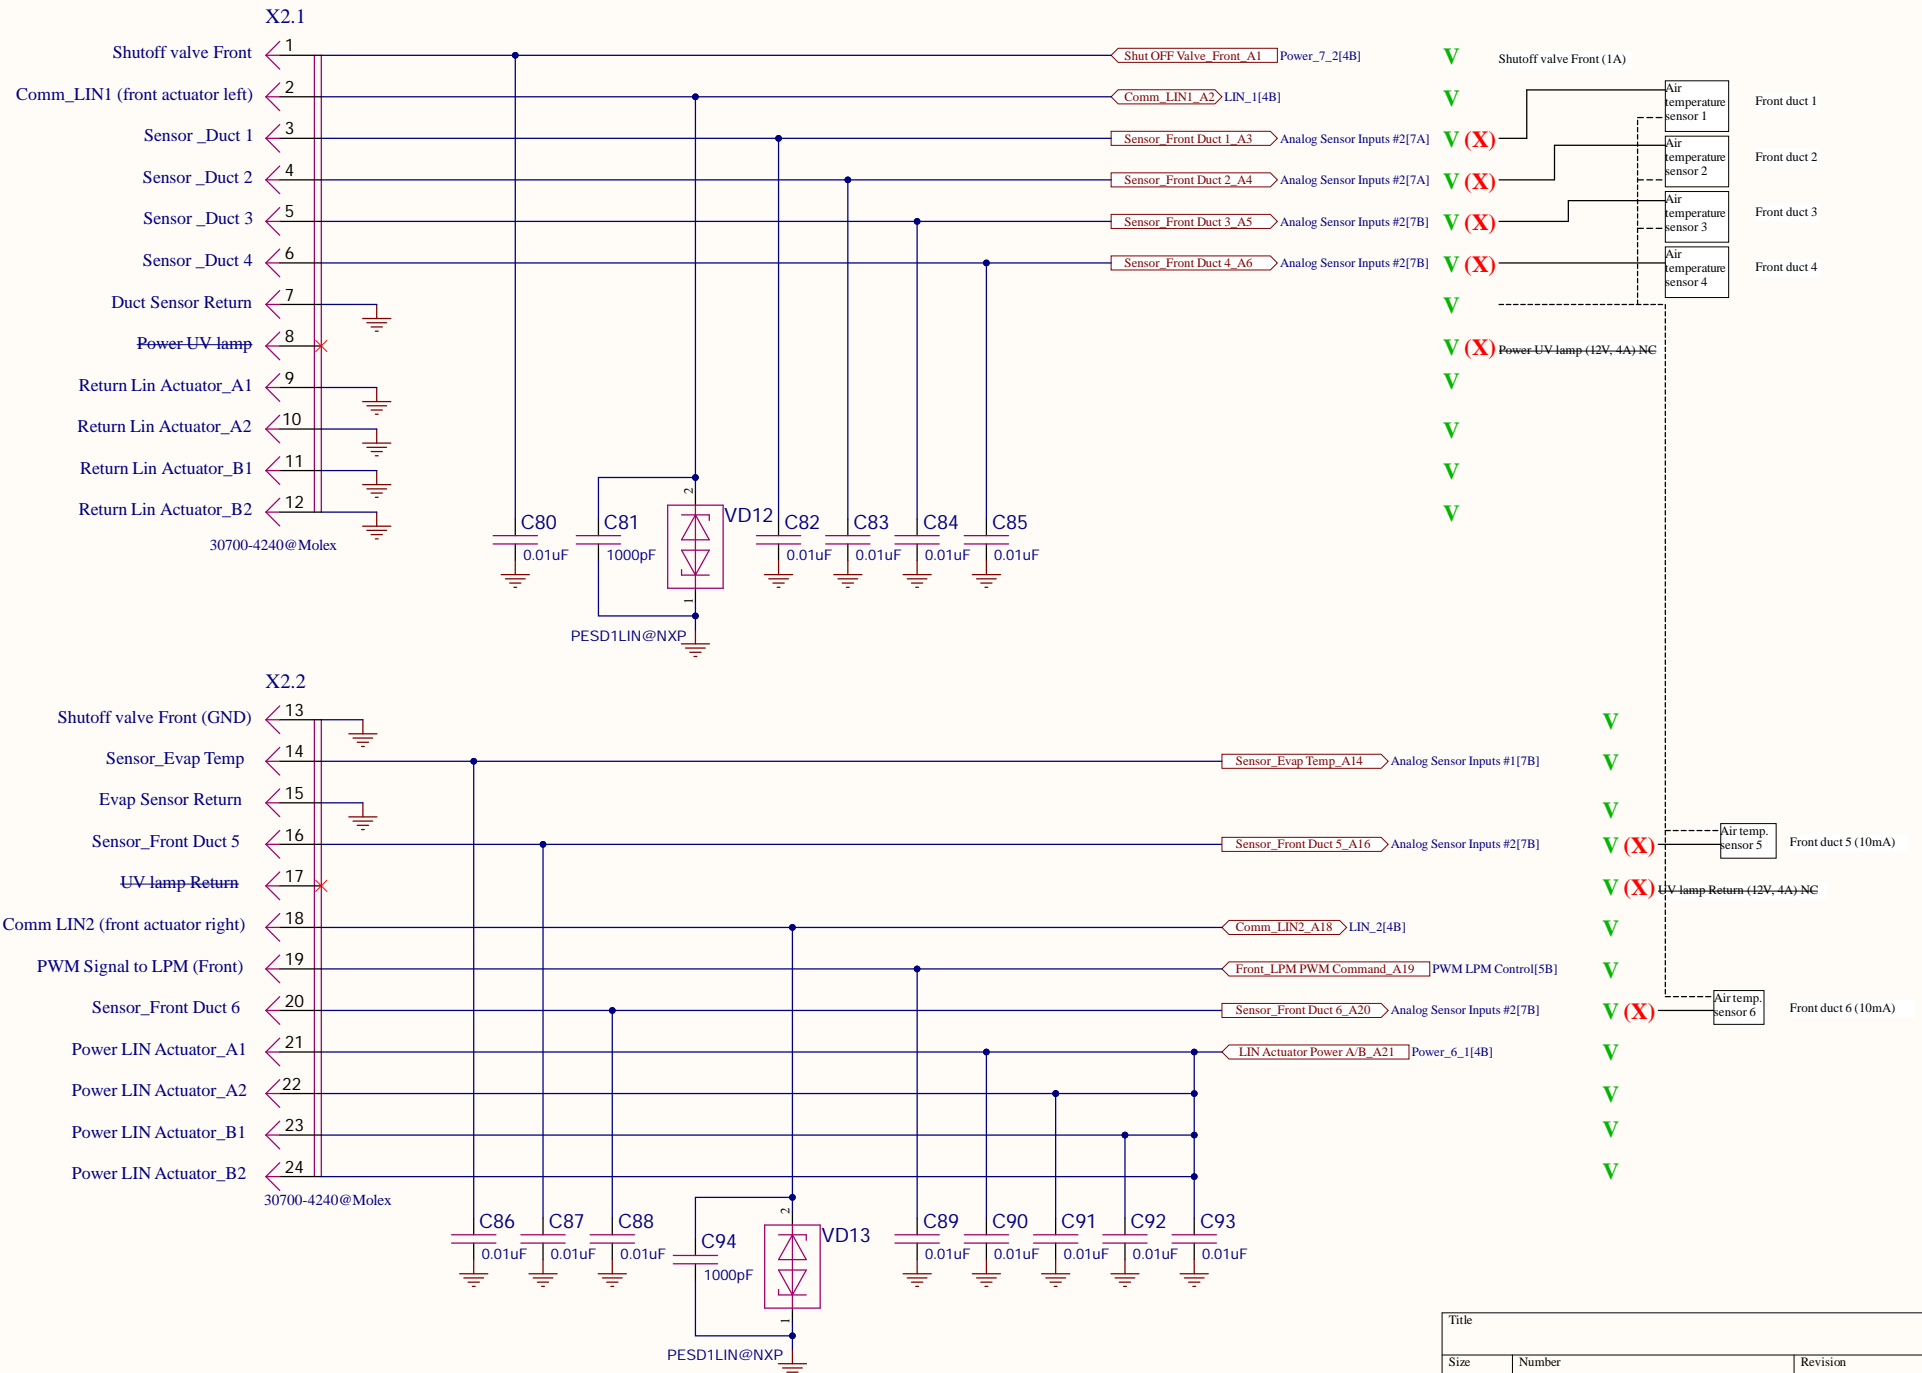 X2.1
Shutoff valve Front 1 Shut OFF Valve_Front_A1 Power_7_2[4B] V Shutoff valve Front (1A)
Comm_LIN1 (front actuator left) 2 Comm_LIN1_A2 LIN_1[4B] V
Air
temperature
sensor 1
Front duct 1
Sensor _Duct 1 3 Sensor_Front Duct 1_A3 Analog Sensor Inputs #2[7A] V (X)
Air
temperature
sensor 2
Front duct 2
Sensor _Duct 2 4 Sensor_Front Duct 2_A4 Analog Sensor Inputs #2[7A] V (X)
Air
temperature
sensor 3
Front duct 3
Sensor _Duct 3 5 Sensor_Front Duct 3_A5 Analog Sensor Inputs #2[7B] V (X)
Air
temperature
sensor 4
Front duct 4
Sensor _Duct 4 6 Sensor_Front Duct 4_A6 Analog Sensor Inputs #2[7B] V (X)
Duct Sensor Return 7 V
Power UV lamp 8 V (X) Power UV lamp (12V, 4A) NC
Return Lin Actuator_A1 9 V
Return Lin Actuator_A2 10 V
Return Lin Actuator_B1 11 V
Return Lin Actuator_B2 12 V
30700-4240@Molex
2
VD12
C80
0.01uF
C81
1000pF
C82
0.01uF
C83
0.01uF
C84
0.01uF
C85
0.01uF
1
PESD1LIN@NXP
X2.2
Shutoff valve Front (GND) 13 V
Sensor_Evap Temp 14 Sensor_Evap Temp_A14 Analog Sensor Inputs #1[7B] V
Evap Sensor Return 15 V
Sensor_Front Duct 5 16 Sensor_Front Duct 5_A16 Analog Sensor Inputs #2[7B] V (X)
Air temp.
sensor 5
Front duct 5 (10mA)
UV lamp Return 17 V (X) UV lamp Return (12V, 4A) NC
Comm LIN2 (front actuator right) 18 Comm_LIN2_A18 LIN_2[4B] V
PWM Signal to LPM (Front) 19 Front_LPM PWM Command_A19 PWM LPM Control[5B] V
Sensor_Front Duct 6 20 Sensor_Front Duct 6_A20 Analog Sensor Inputs #2[7B] V (X)
Air temp.
sensor 6
Front duct 6 (10mA)
Power LIN Actuator_A1 21 LIN Actuator Power A/B_A21 Power_6_1[4B] V
Power LIN Actuator_A2 22 V
Power LIN Actuator_B1 23 V
Power LIN Actuator_B2 24 V
30700-4240@Molex
C86
0.01uF
C87
0.01uF
C88
0.01uF
C94
1000pF
2
VD13
1
C89
0.01uF
C90
0.01uF
C91
0.01uF
C92
0.01uF
C93
0.01uF
PESD1LIN@NXP
Title
Size Number Revision